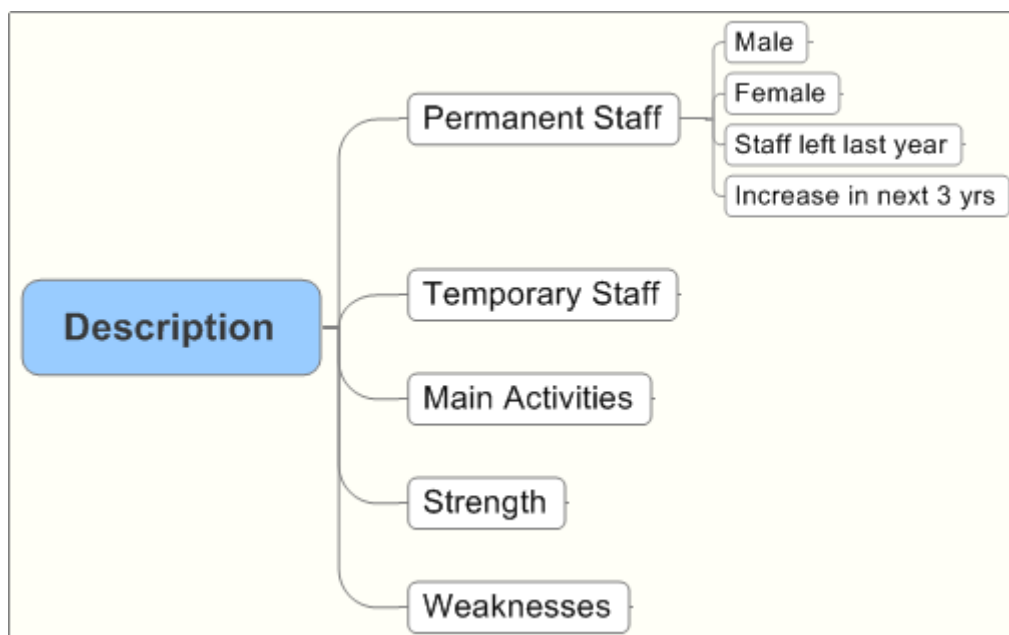 Description
Permanent Staff
Male
Female
Staff left last year
Increase in next 3 yrs
Temporary Staff
Main Activities
Strength
Weaknesses